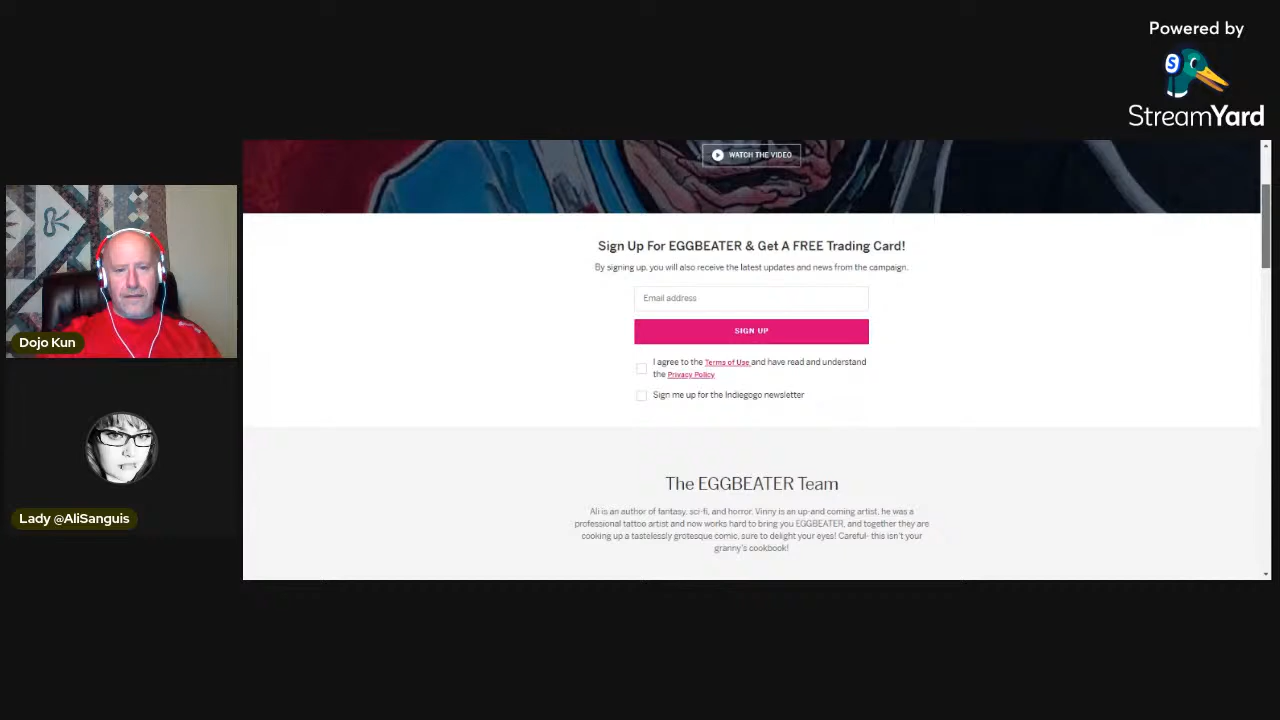 Powered by
S
StreamYard
WATCH THE VIDEO
Sign Up For EGGBEATER & Get A FREE Trading Card!
By signing up, you will also receive the latest updates and news from the campaign.
Email address
SIGN UP
I agree to the Terms of Use and have read and understand
the Privacy Policy
Sign me up for the Indiegogo newsletter
Dojo Kun
Lady @AliSanguis
The EGGBEATER Team
Ali is an author of fantasy, sci-fi, and horror. Vinny is an up-and coming artist, he was a
professional tattoo artist and now works hard to bring you EGGBEATER, and together they are
cooking up a tastelessly grotesque comic, sure to delight your eyes! Careful- this isn't your
granny's cookbook!